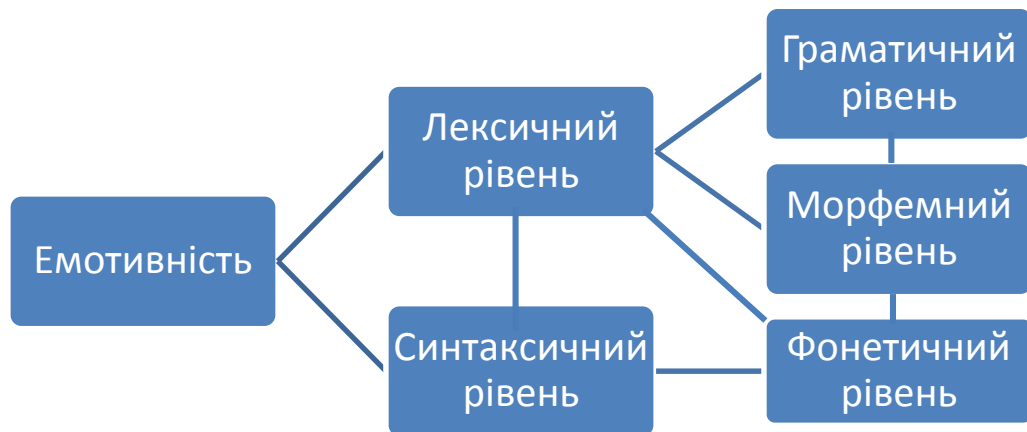 Емотивність
Лексичний
рівень
Синтаксичний
рівень
Граматичний
рівень
Морфемний
рівень
Фонетичний
рівень